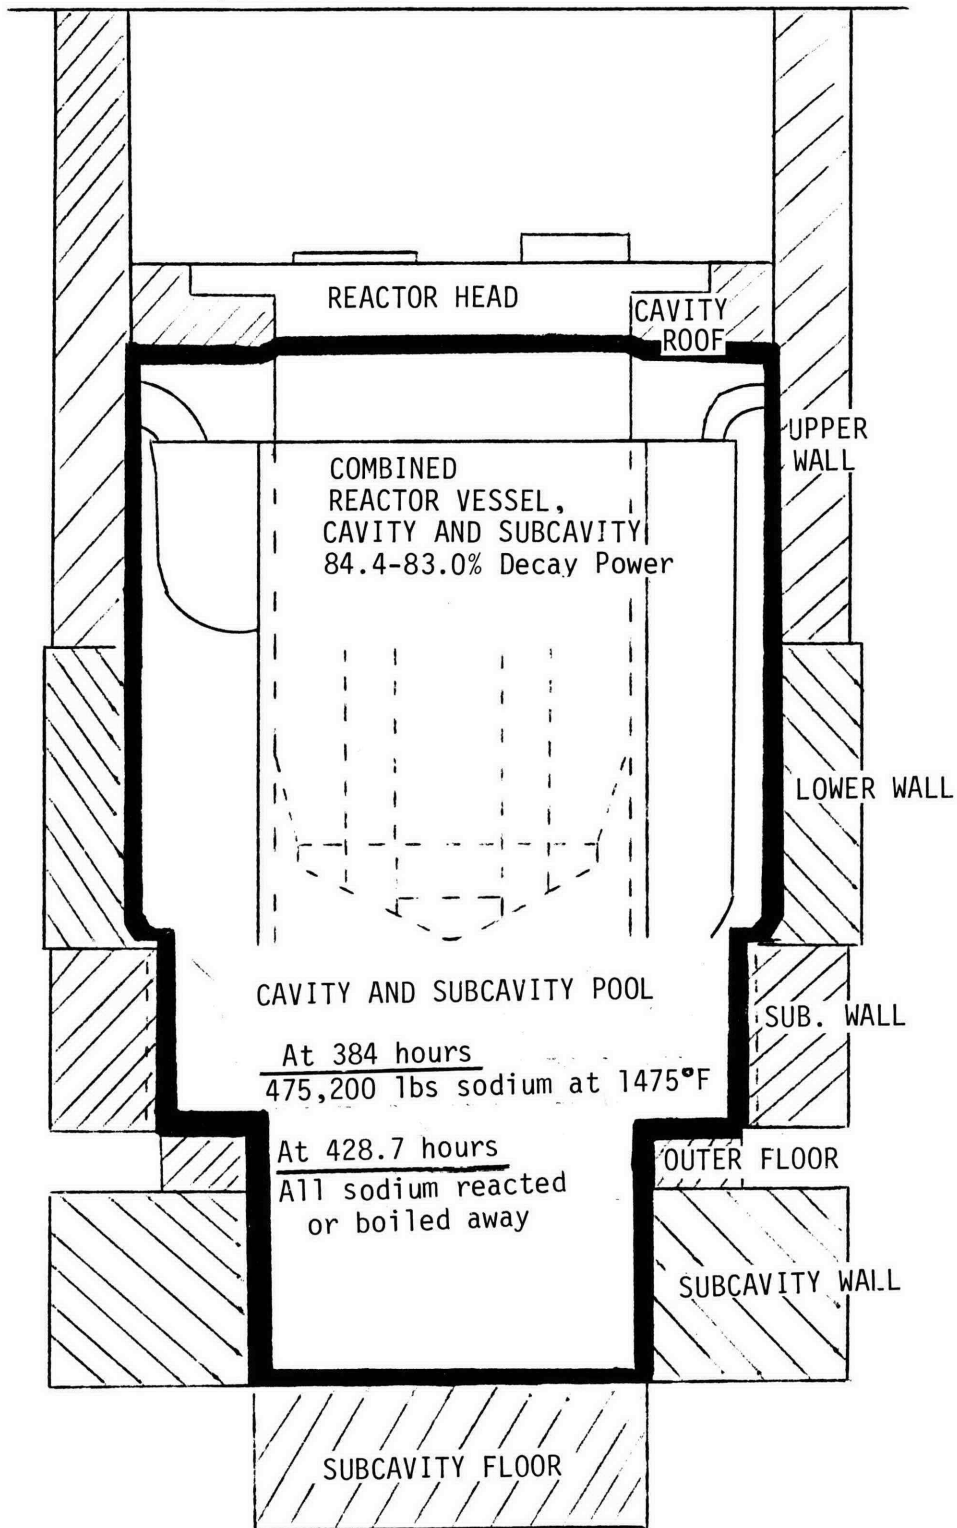 REACTOR HEAD
CAVITY
ROOF
UPPER
WALL
COMBINED
REACTOR VESSEL,
CAVITY AND SUBCAVITY
84.4-83.0% Decay Power
LOWER WALL
CAVITY AND SUBCAVITY POOL
SUB. WALL
At 384 hours
475,200 lbs sodium at 1475°F
At 428.7 hours
All sodium reacted
or boiled away
OUTER FLOOR
SUBCAVITY WALL
SUBCAVITY FLOOR